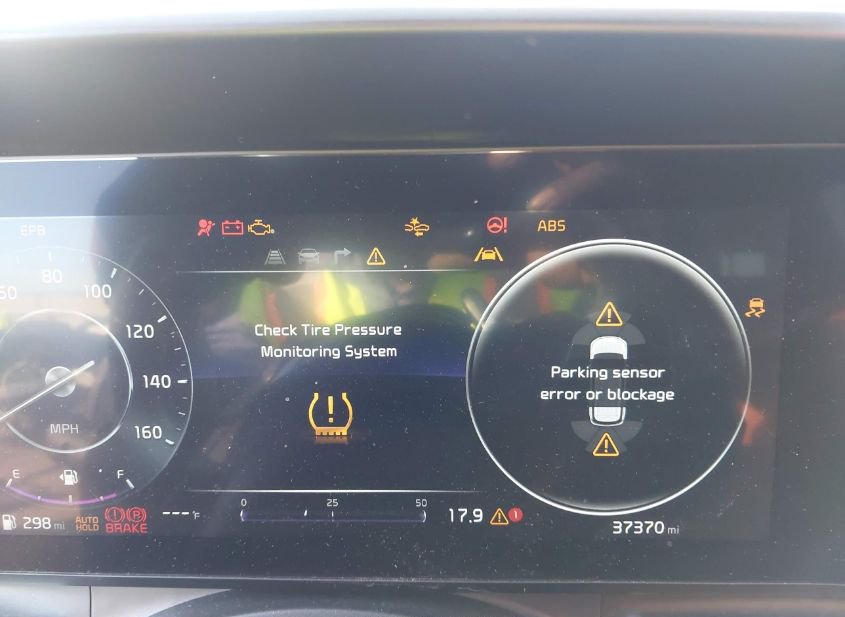 EPB
ABS
80
100
120
140
160
MPH
E
F
Check Tire Pressure
Monitoring System
Parking sensor
error or blockage
298 mi
AUTO
HOLD
P
BRAKE
---°F
0
25
50
17.9
1
37370 mi